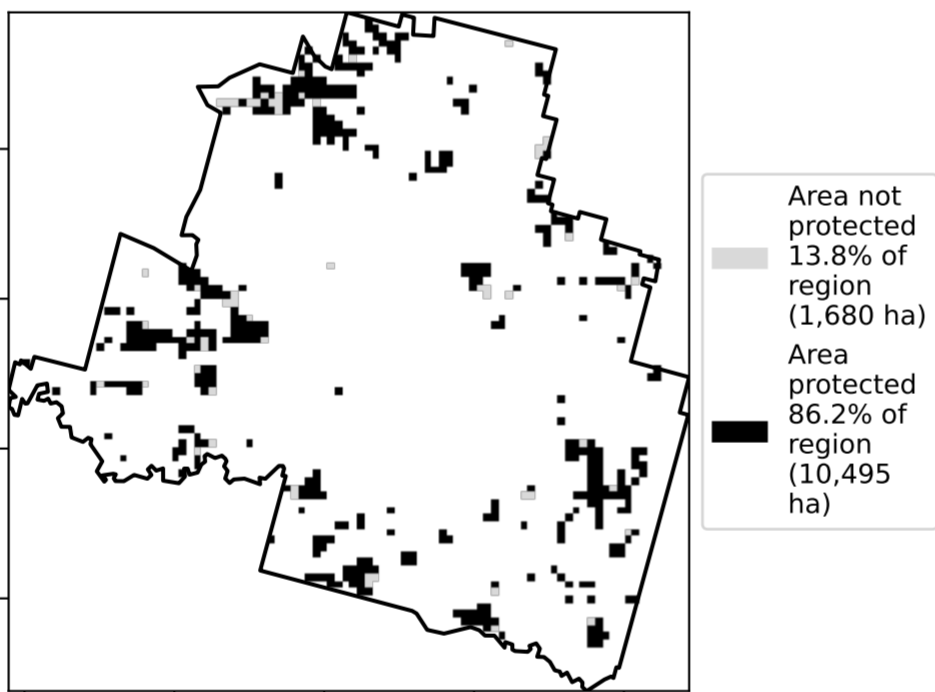 Area not
protected
13.8% of
region
(1,680 ha)
Area
protected
86.2% of
region
(10,495
ha)